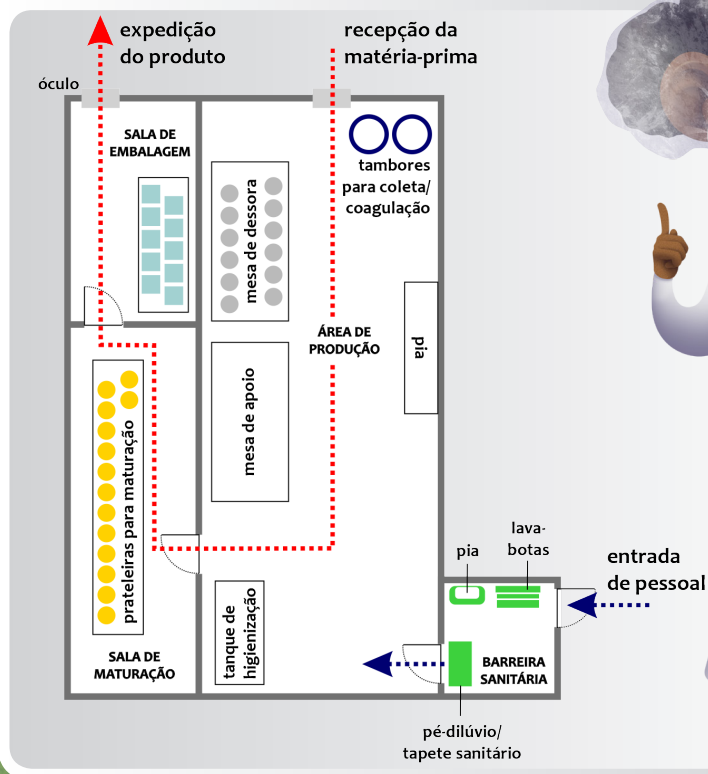 expedição
do produto
recepção da
matéria-prima
óculo
SALA DE
EMBALAGEM
tambores
para coleta/
coagulação
mesa de dessora
ÁREA DE
PRODUÇÃO
pia
mesa de apoio
prateleiras para maturação
lava-
botas
pia
entrada
de pessoal
tanque de
higienização
SALA DE
MATURAÇÃO
BARREIRA
SANITÁRIA
pé-dilúvio/
tapete sanitário